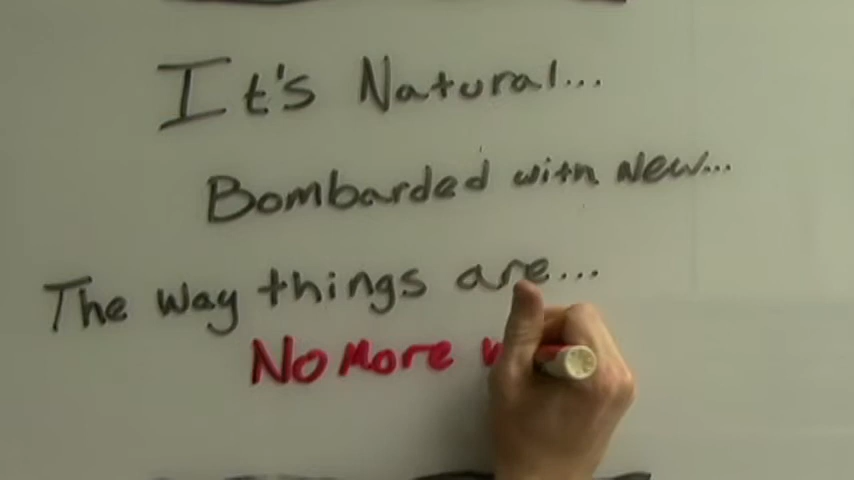 It's Natural...
Bombarded with New...
The way things are...
No More